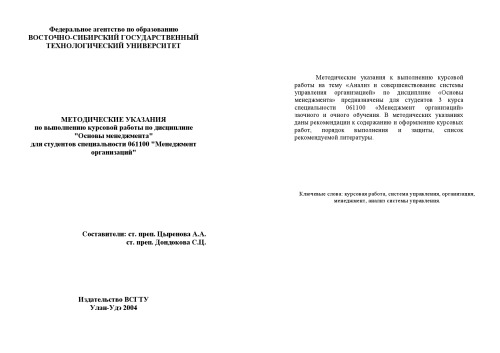 Федеральное агентство по образованию
ВОСТОЧНО-СИБИРСКИЙ ГОСУДАРСТВЕННЫЙ
ТЕХНОЛОГИЧЕСКИЙ УНИВЕРСИТЕТ
МЕТОДИЧЕСКИЕ УКАЗАНИЯ
по выполнению курсовой работы по дисциплине
"Основы менеджмента"
для студентов специальности 061100 "Менеджмент
организаций"
Составители: ст. преп. Цыренова А.А.
ст. преп. Дондокова С.Ц.
Издательство ВСГТУ
Улан-Удэ 2004
Методические указания к выполнению курсовой
работы на тему «Анализ и совершенствование системы
управления организацией» по дисциплине «Основы
менеджмента» предназначены для студентов 3 курса
специальности 061100 «Менеджмент организаций»
заочного и очного обучения. В методических указаниях
даны рекомендации к содержанию и оформлению курсовых
работ, порядок выполнения и защиты, список
рекомендуемой литературы.
Ключевые слова: курсовая работа, система управления, организация,
менеджмент, анализ системы управления.